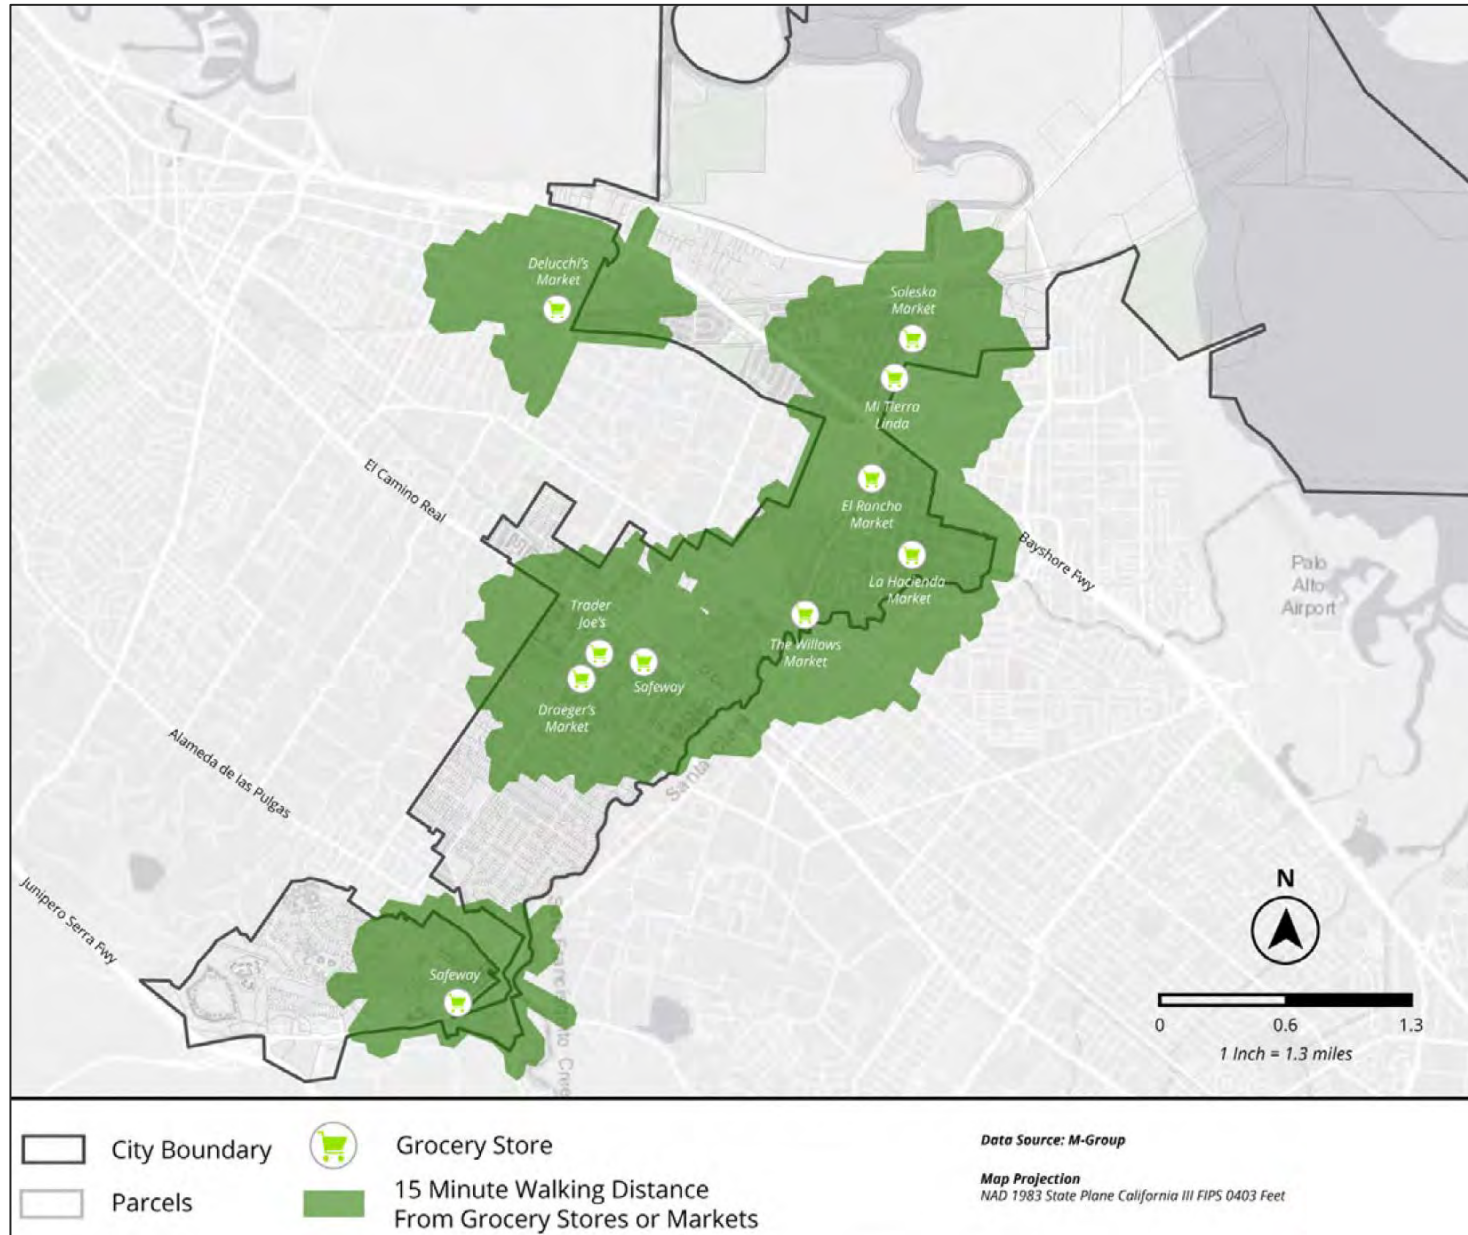 Delucchi's
Market
Soleska
Market
Mi Tierra
Linda
El Camino Real
El Rancho
Market
Bayshore Fwy
La Hacienda
Market
Palo
Alto
Airport
Trader
Joe's
The Willows
Market
Safeway
Draeger's
Market
Santa
Alameda de las Pulgas
Junipero Serra Fwy
Safeway
N
0 0.6 1.3
1 Inch = 1.3 miles
City Boundary
Parcels
Grocery Store
15 Minute Walking Distance
From Grocery Stores or Markets
Data Source: M-Group
Map Projection
NAD 1983 State Plane California III FIPS 0403 Feet